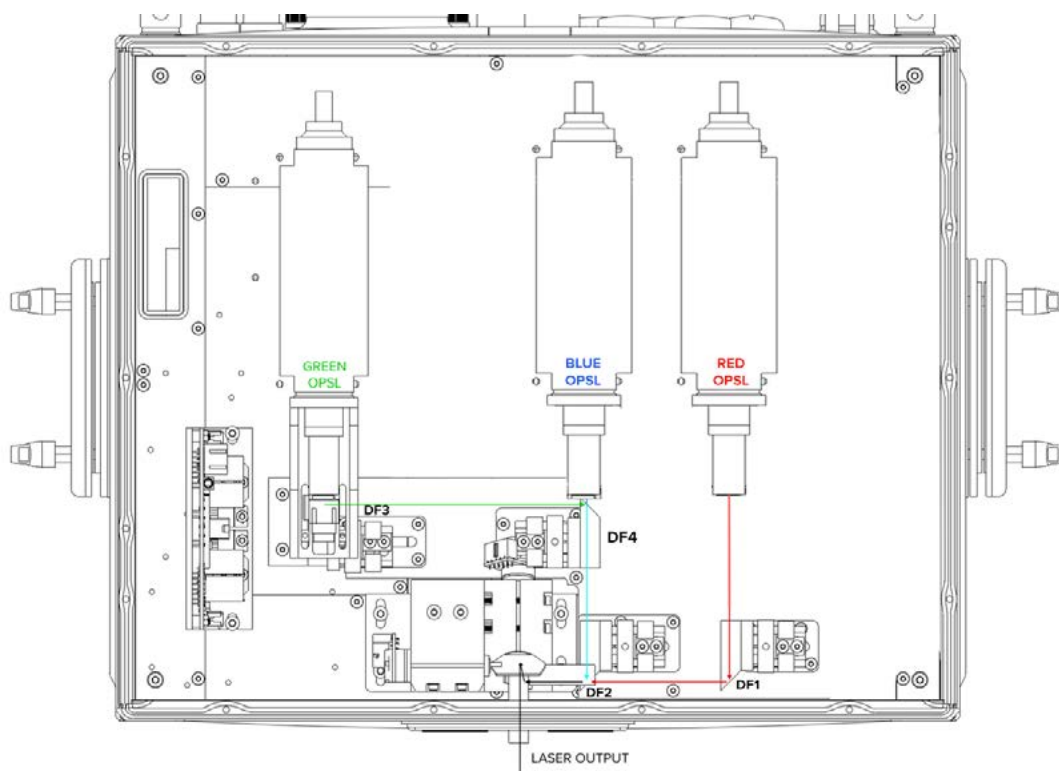 GREEN
OPSL
BLUE
OPSL
RED
OPSL
DF3
DF4
DF1
DF2
LASER OUTPUT